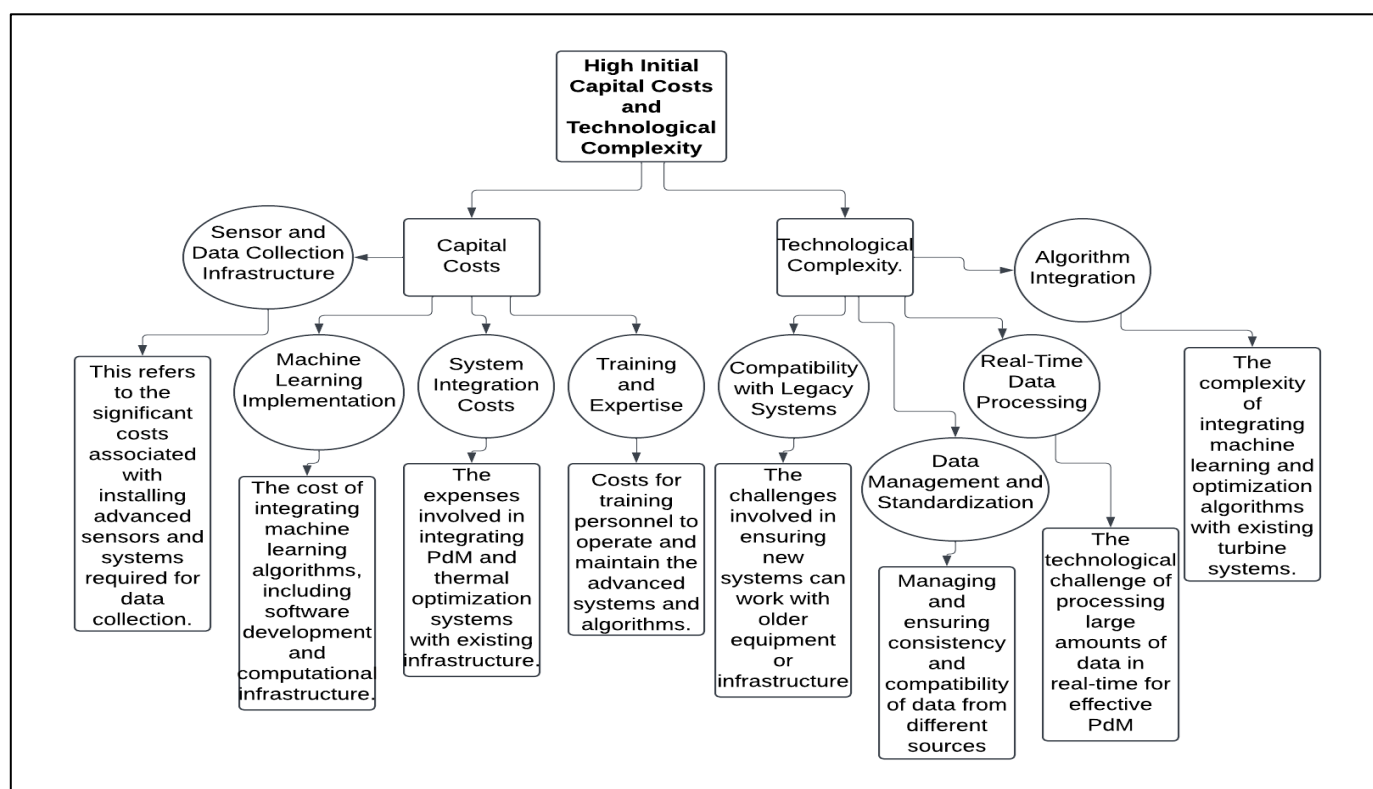 High Initial
Capital Costs
and
Technological
Complexity
Sensor and
Data Collection
Infrastructure
Capital
Costs
Technological
Complexity.
Algorithm
Integration
Machine
Learning
Implementation
System
Integration
Costs
Training
and
Expertise
Compatibility
with Legacy
Systems
Real-Time
Data
Processing
Data
Management and
Standardization
This refers to
the
significant
costs
associated
with
installing
advanced
sensors and
systems
required for
data
collection.
The cost of
integrating
machine
learning
algorithms,
including
software
development
and
computational
infrastructure.
The
expenses
involved in
integrating
PdM and
thermal
optimization
systems
with existing
infrastructure.
Costs for
training
personnel to
operate and
maintain the
advanced
systems and
algorithms.
The
challenges
involved in
ensuring
new
systems can
work with
older
equipment
or
infrastructure
Managing
and
ensuring
consistency
and
compatibility
of data from
different
sources
The
technological
challenge of
processing
large
amounts of
data in
real-time for
effective
PdM
The
complexity
of
integrating
machine
learning and
optimization
algorithms
with existing
turbine
systems.